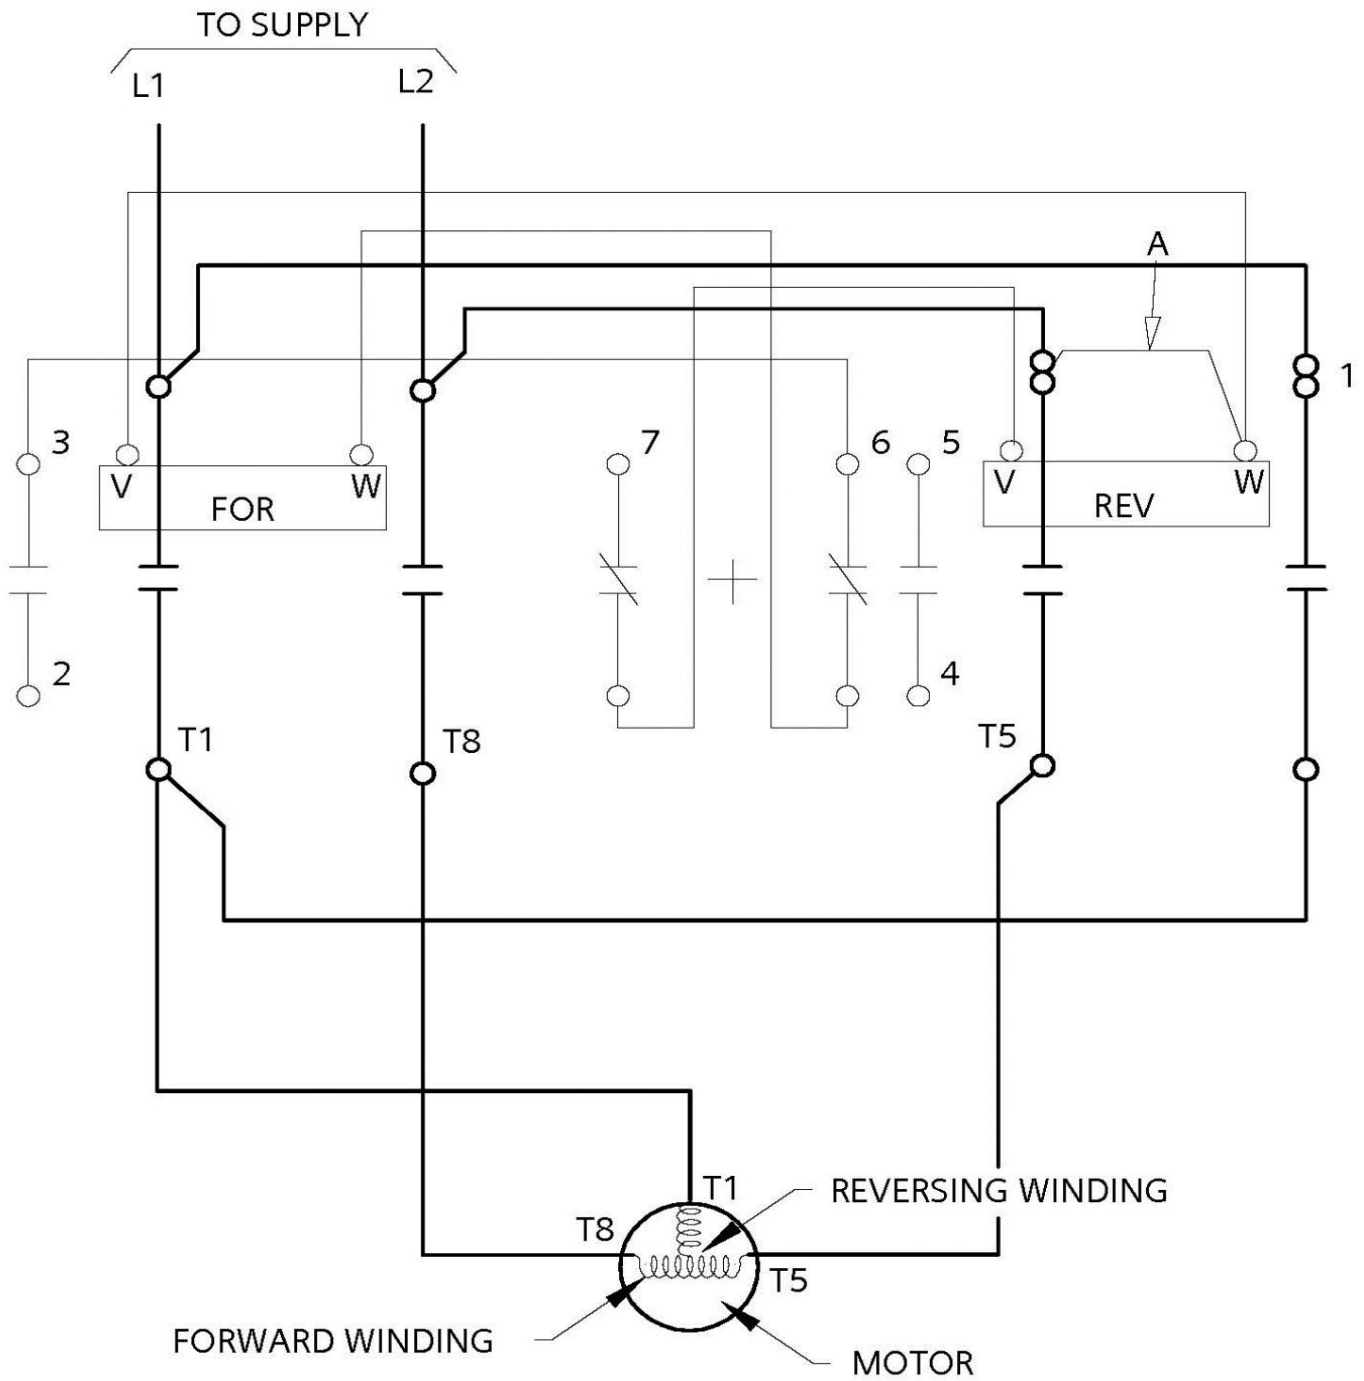 TO SUPPLY
L1
L2
A
1
3
7
6
5
V
W
FOR
V
W
REV
2
4
T1
T8
T5
T1
REVERSING WINDING
T8
T5
FORWARD WINDING
MOTOR